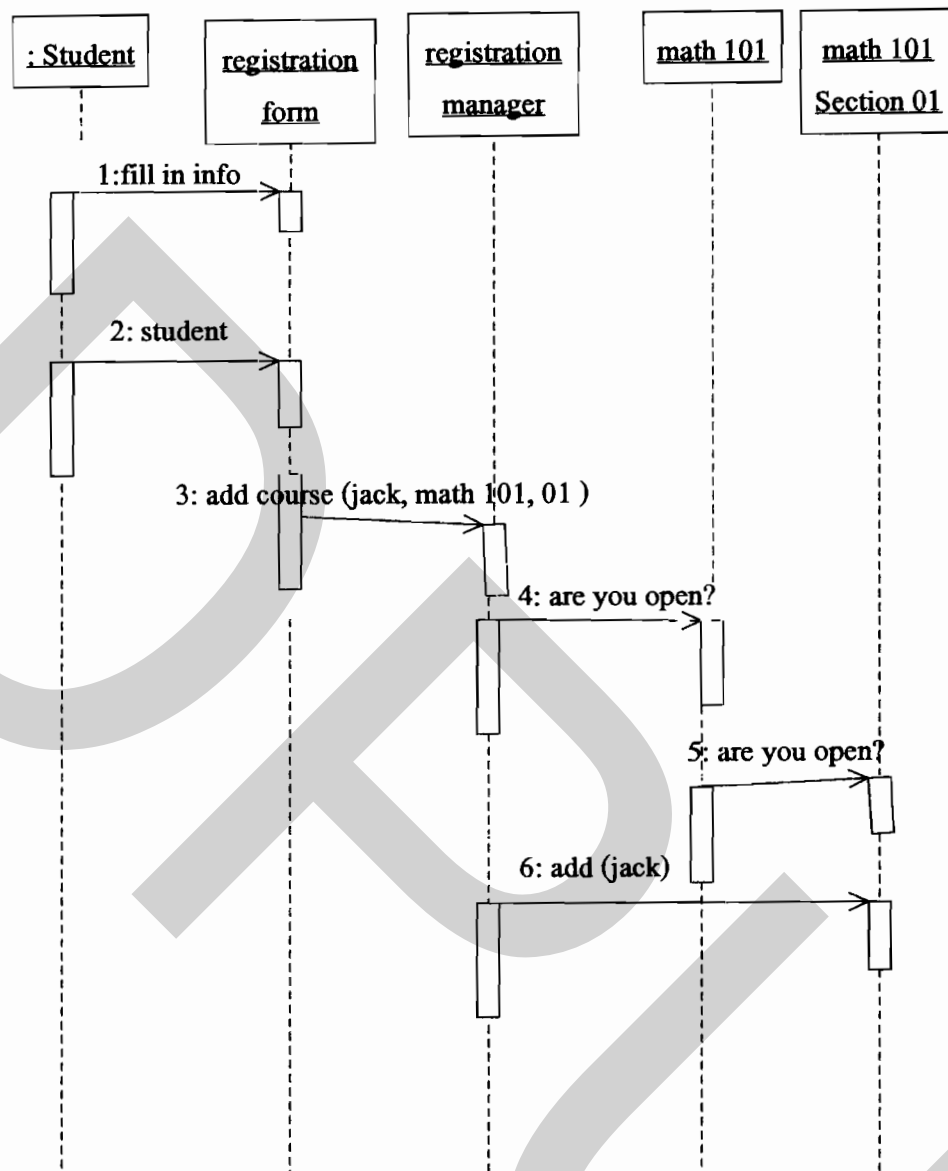 : Student
registration
form
registration
manager
math 101
math 101
Section 01
1:fill in info
2: student
3: add course (jack, math 101, 01 )
4: are you open?
5: are you open?
6: add (jack)